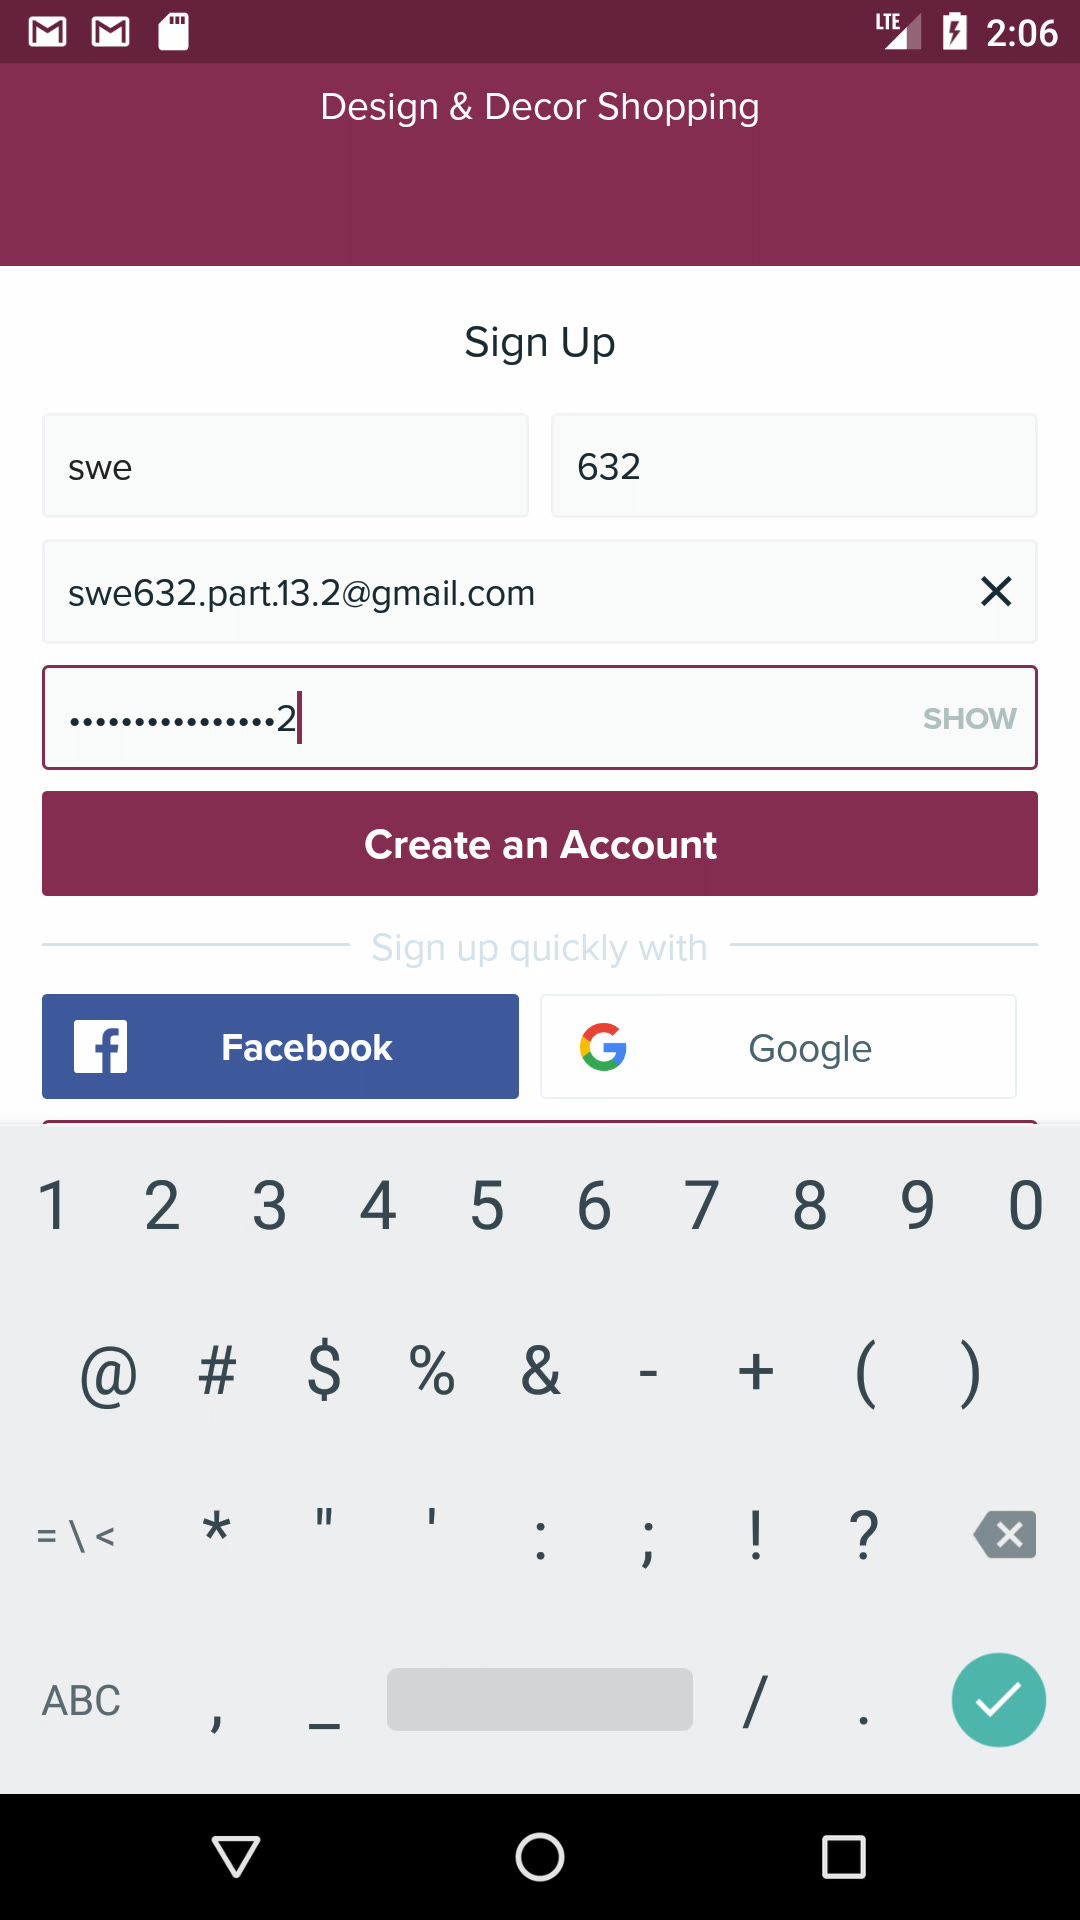 LTE 2:06
Design & Decor Shopping
Sign Up
swe 632
swe632.part.13.2@gmail.com
••••••••••••••••2 SHOW
Create an Account
Sign up quickly with
Facebook Google
1 2 3 4 5 6 7 8 9 0
@ # $ % & - + ( )
= \ < * " ' : ; ! ?
ABC , _ / .